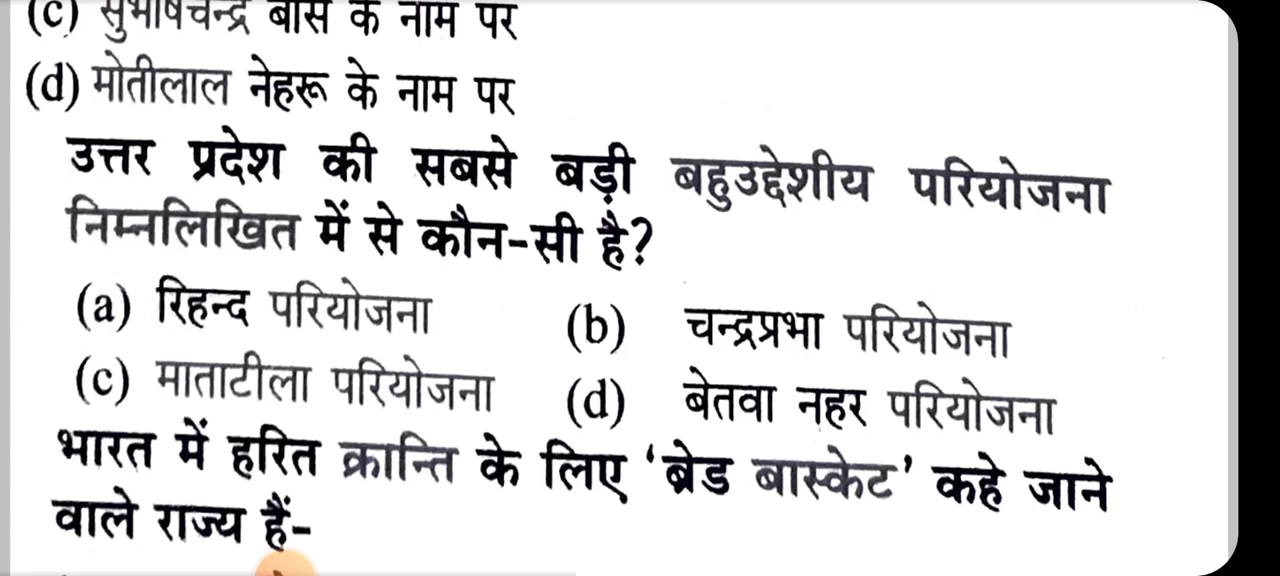 (c) सुभाषचन्द्र बोस के नाम पर
(d) मोतीलाल नेहरू के नाम पर
उत्तर प्रदेश की सबसे बड़ी बहुउद्देशीय परियोजना
निम्नलिखित में से कौन-सी है?
(a) रिहन्द परियोजना (b) चन्द्रप्रभा परियोजना
(c) माताटीला परियोजना (d) बेतवा नहर परियोजना
भारत में हरित क्रान्ति के लिए ‘ब्रेड बास्केट’ कहे जाने
वाले राज्य हैं-